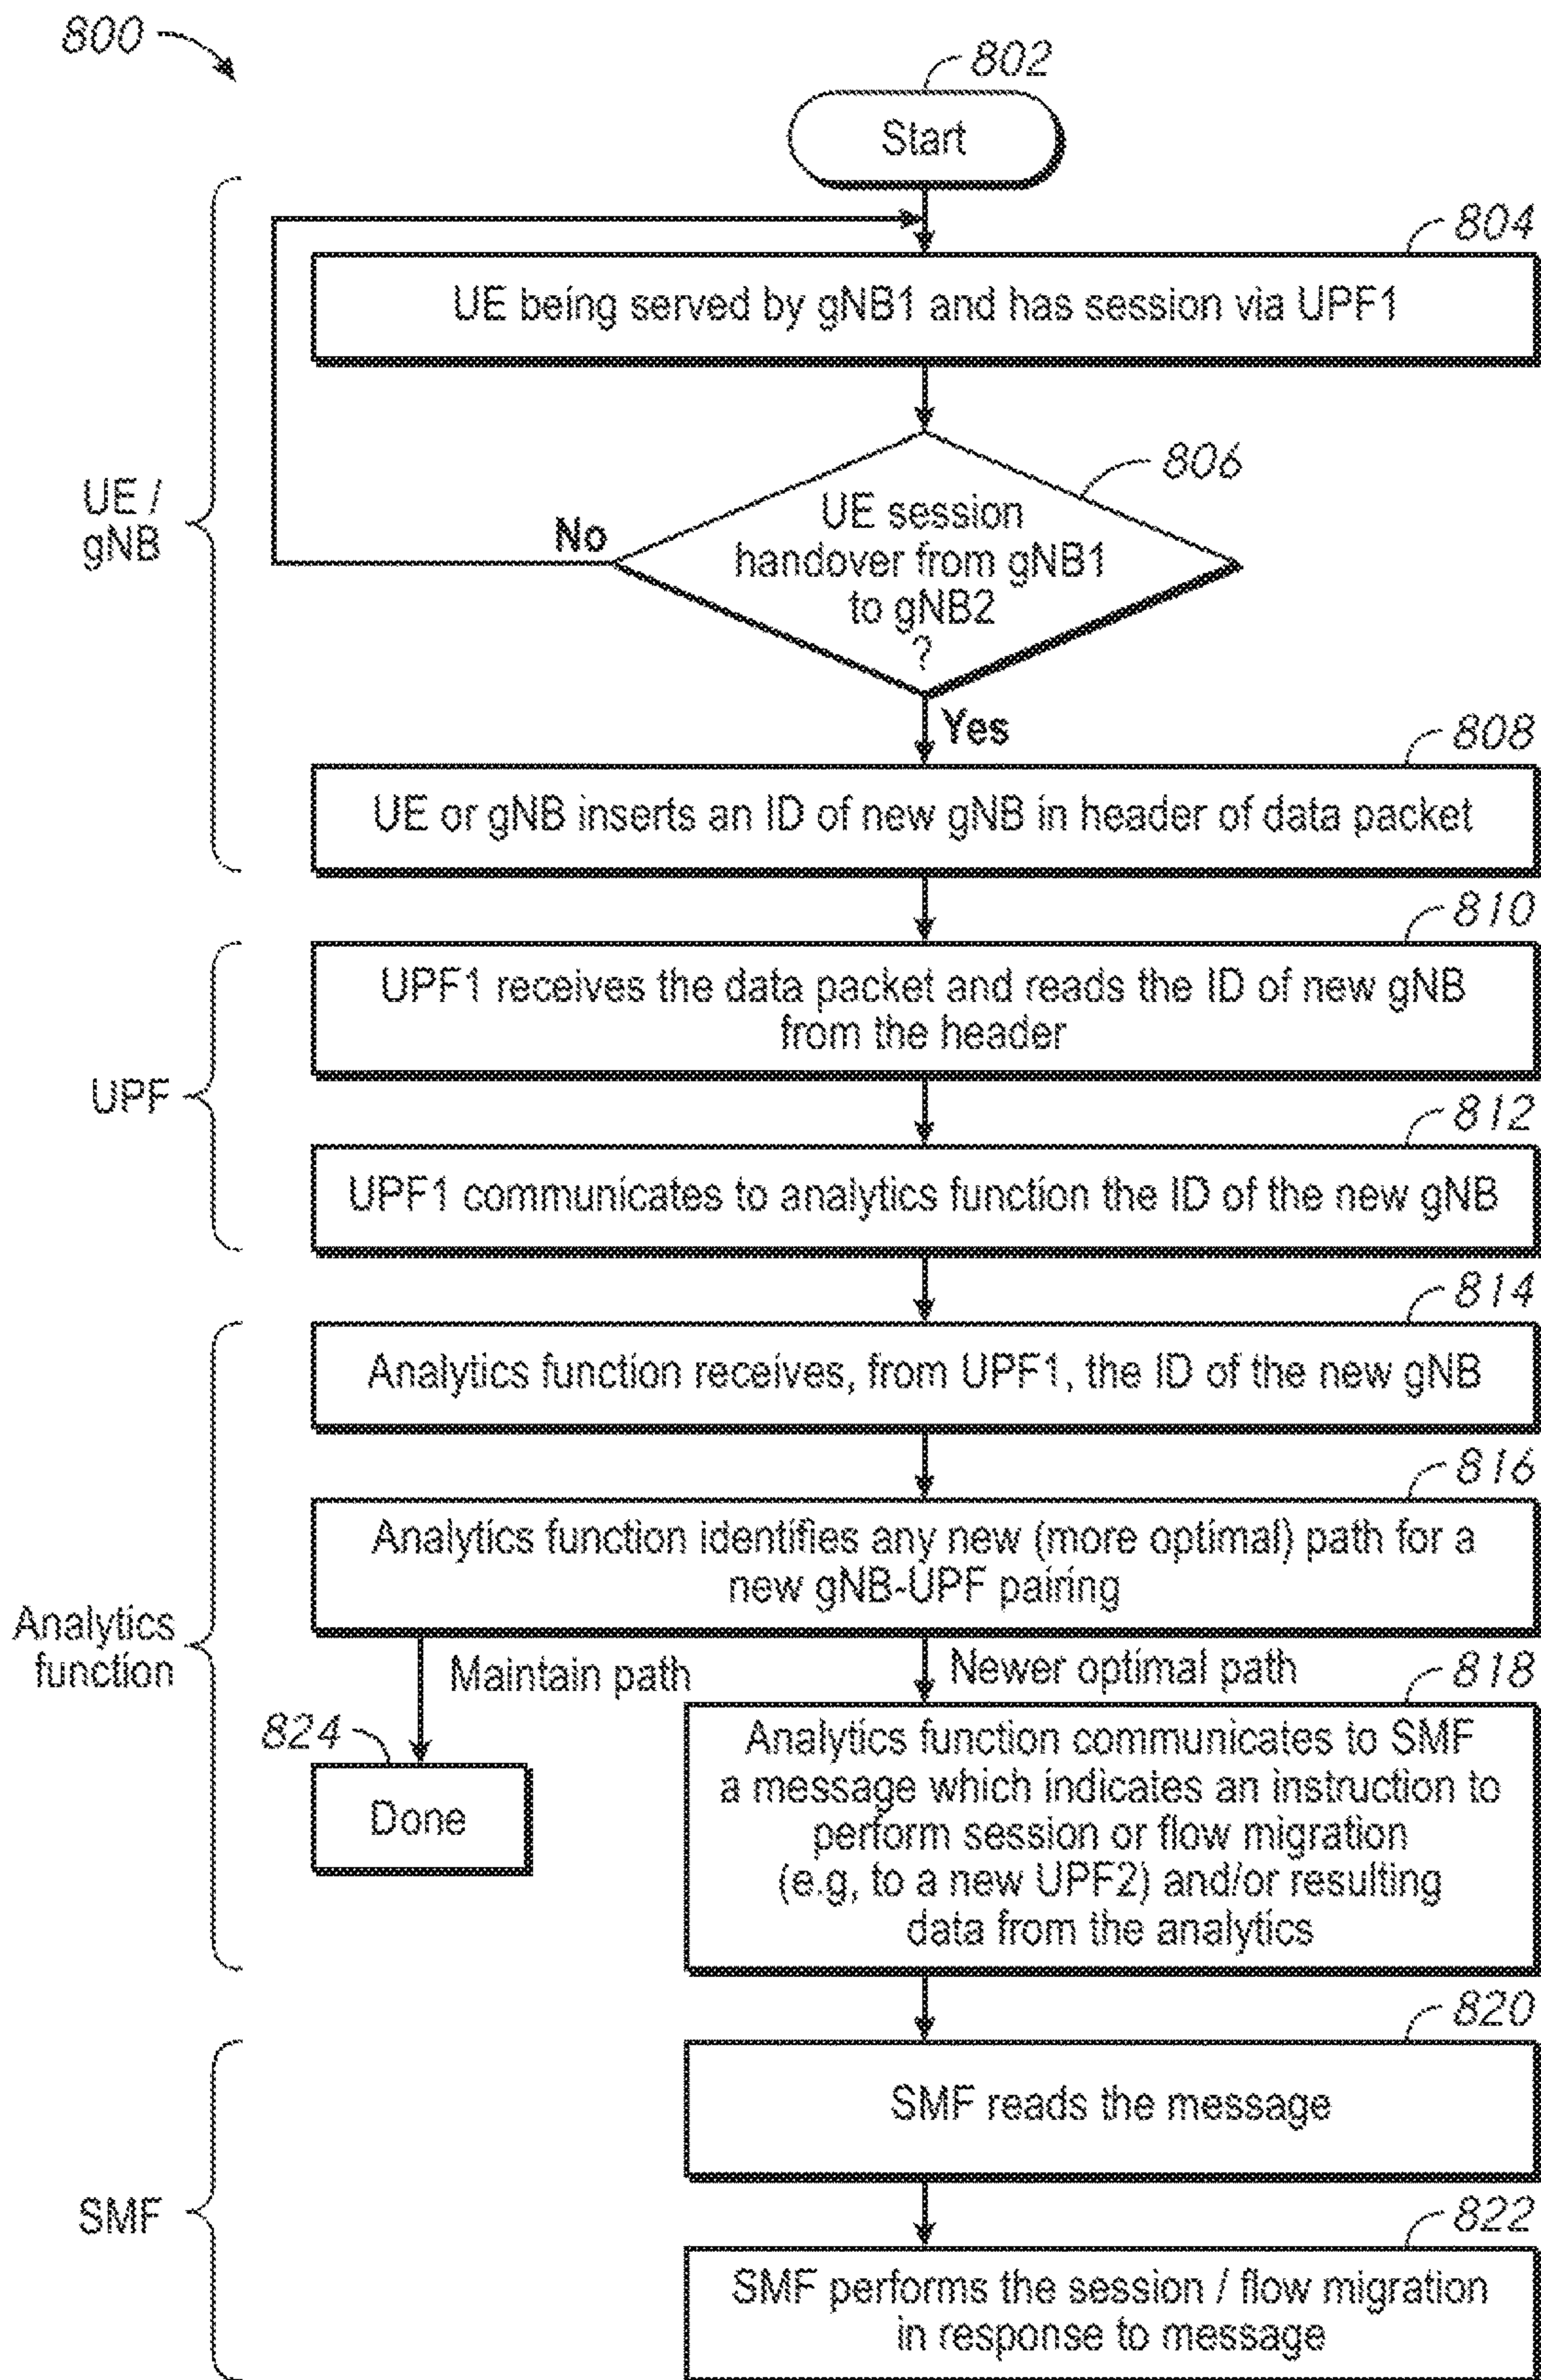 800
802
Start
804
UE being served by gNB1 and has session via UPF1
806
UE session
handover from gNB1
to gNB2
?
No
Yes
UE /
gNB
808
UE or gNB inserts an ID of new gNB in header of data packet
810
UPF1 receives the data packet and reads the ID of new gNB
from the header
UPF
812
UPF1 communicates to analytics function the ID of the new gNB
814
Analytics function receives, from UPF1, the ID of the new gNB
816
Analytics function identifies any new (more optimal) path for a
new gNB-UPF pairing
Analytics
function
Maintain path
Newer optimal path
818
824
Done
Analytics function communicates to SMF
a message which indicates an instruction to
perform session or flow migration
(e.g, to a new UPF2) and/or resulting
data from the analytics
820
SMF reads the message
SMF
822
SMF performs the session / flow migration
in response to message